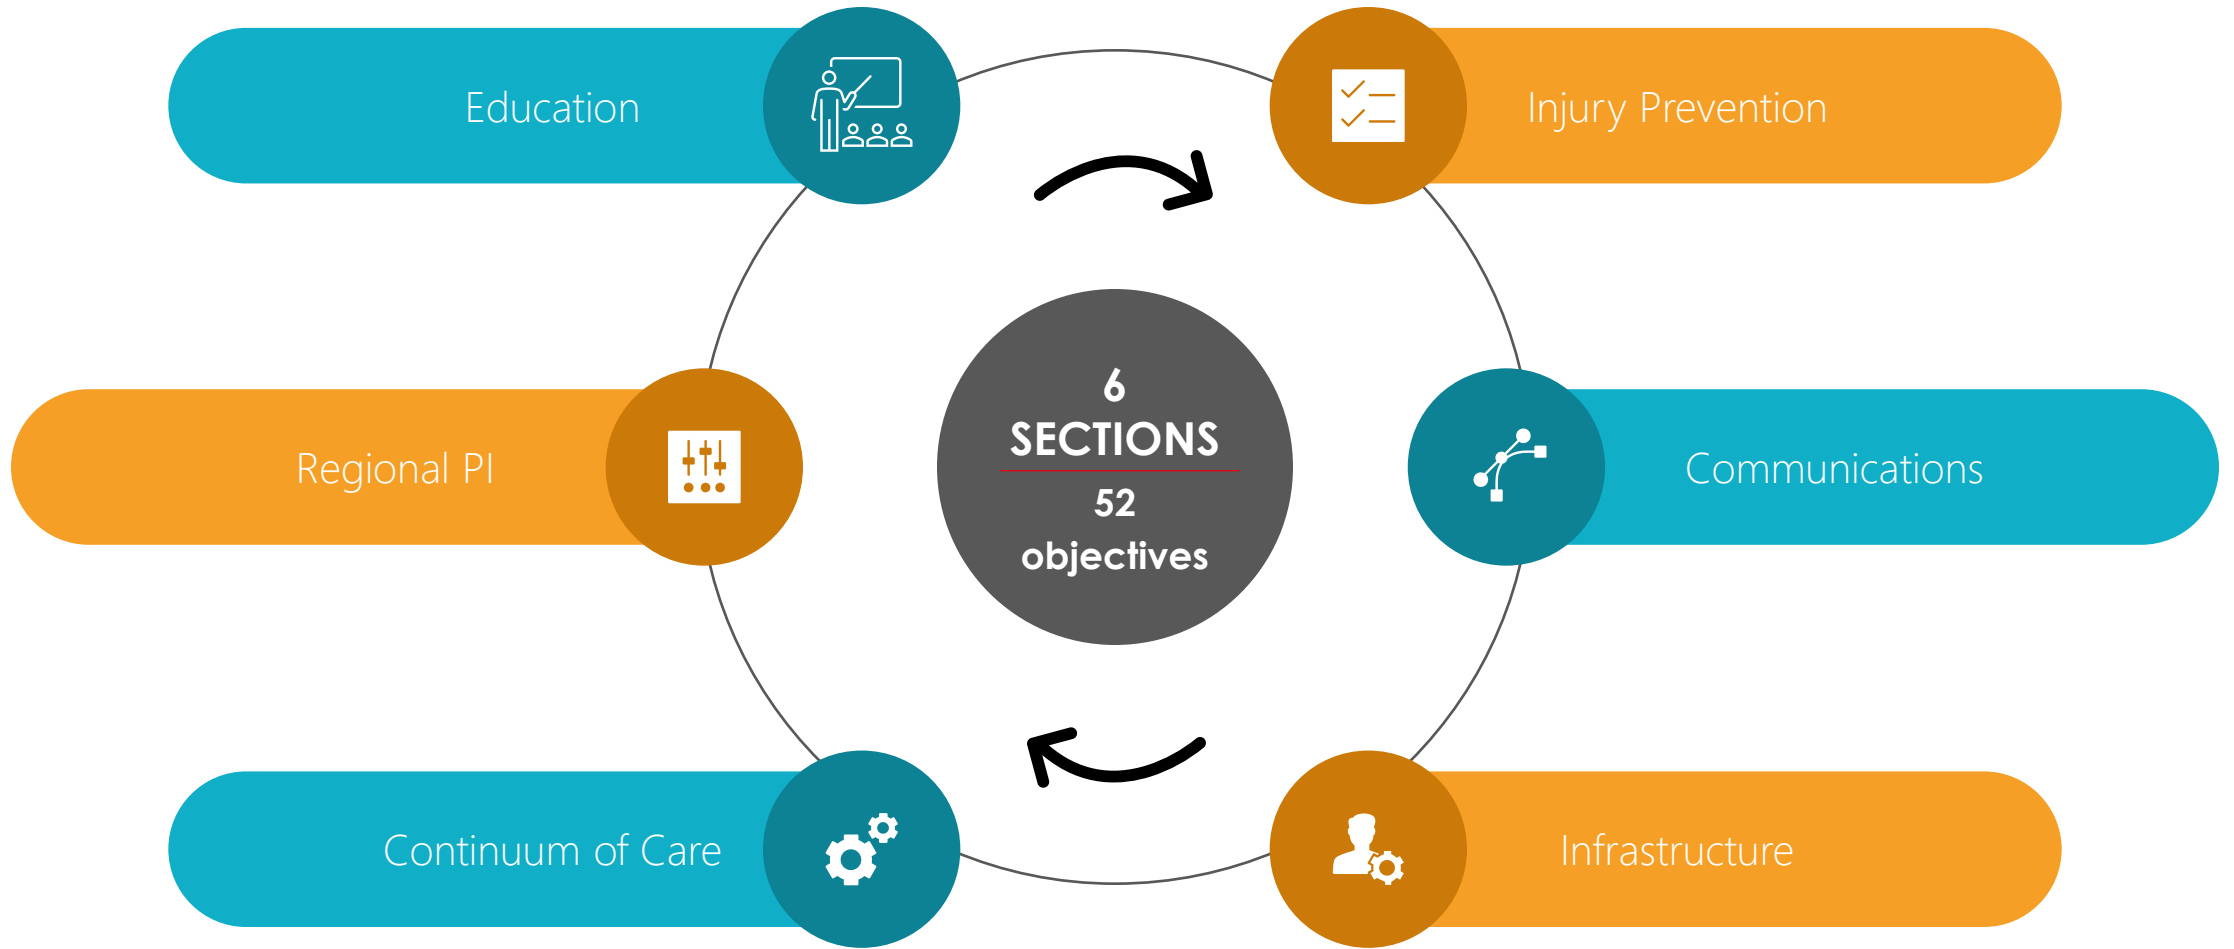 Education
Injury Prevention
6
SECTIONS
52
objectives
Regional PI
Communications
Continuum of Care
Infrastructure